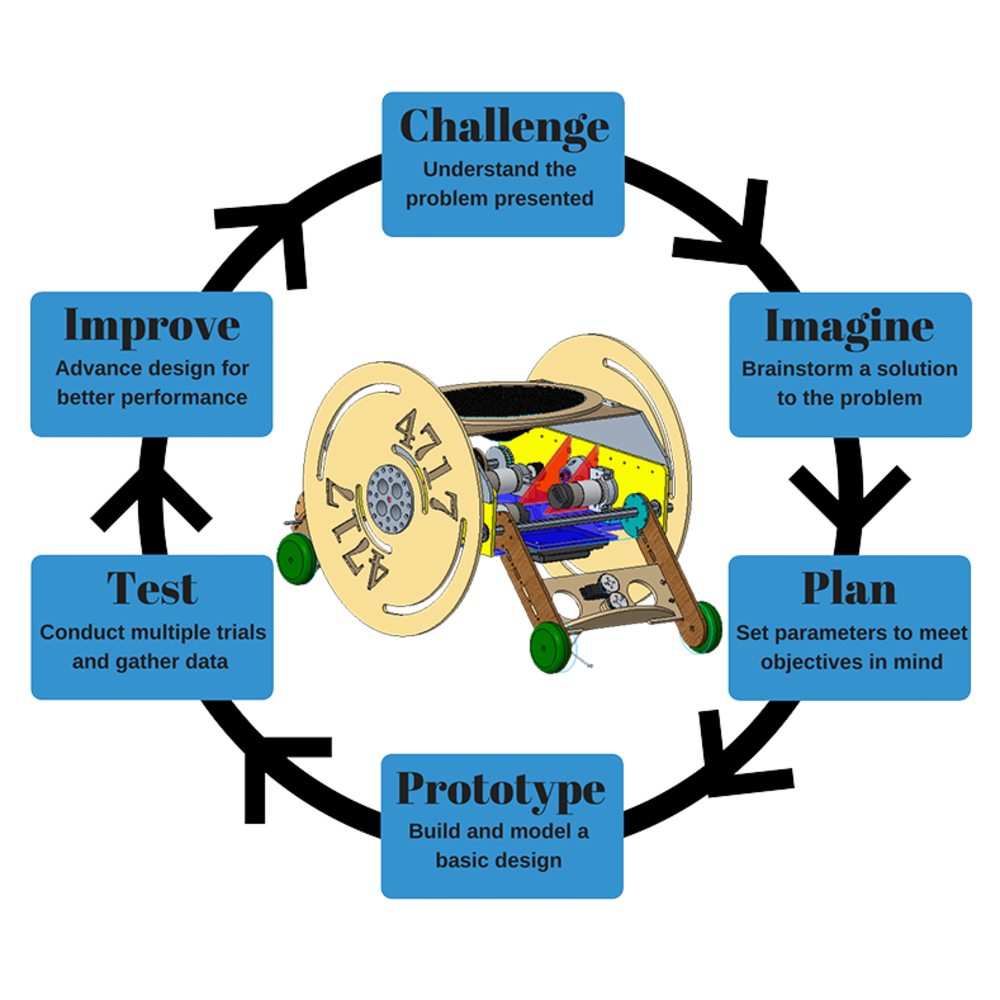 Challenge
Understand the
problem presented
Imagine
Brainstorm a solution
to the problem
Plan
Set parameters to meet
objectives in mind
Prototype
Build and model a
basic design
Test
Conduct multiple trials
and gather data
Improve
Advance design for
better performance
4717
4717